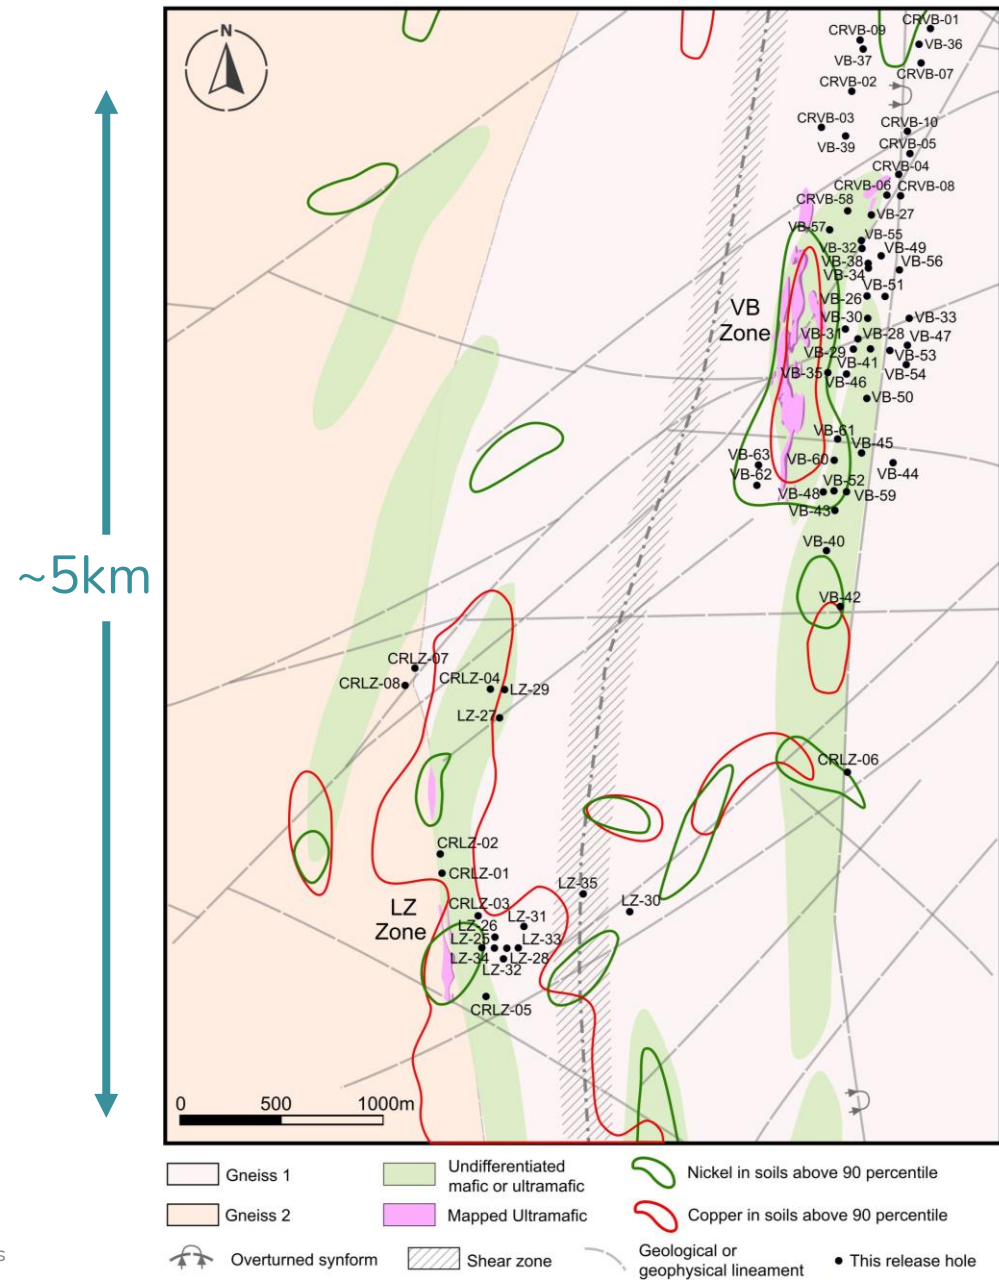 N
CRVB-01
CRVB-09
VB-36
VB-37
CRVB-07
CRVB-02
CRVB-03
CRVB-10
VB-39
CRVB-05
CRVB-04
CRVB-06
CRVB-08
CRVB-58
VB-27
VB-57
VB-55
VB-32
VB-49
VB-38
VB-56
VB-34
VB-51
VB-26
VB
Zone
VB-30
VB-33
VB-31
VB-28
VB-47
VB-29
VB-53
VB-41
VB-54
VB-35
VB-46
VB-50
VB-61
VB-45
VB-63
VB-60
VB-44
VB-62
VB-52
VB-48
VB-59
VB-43
VB-40
~5km
VB-42
CRLZ-07
CRLZ-08
CRLZ-04
LZ-29
LZ-27
CRLZ-06
CRLZ-02
CRLZ-01
LZ-35
LZ-30
CRLZ-03
LZ
Zone
LZ-31
LZ-26
LZ-25
LZ-33
LZ-34
LZ-28
LZ-32
CRLZ-05
0 500 1000m
Gneiss 1
Undifferentiated
mafic or ultramafic
Nickel in soils above 90 percentile
Gneiss 2
Mapped Ultramafic
Copper in soils above 90 percentile
Overturned synform
Shear zone
Geological or
geophysical lineament
This release hole
s